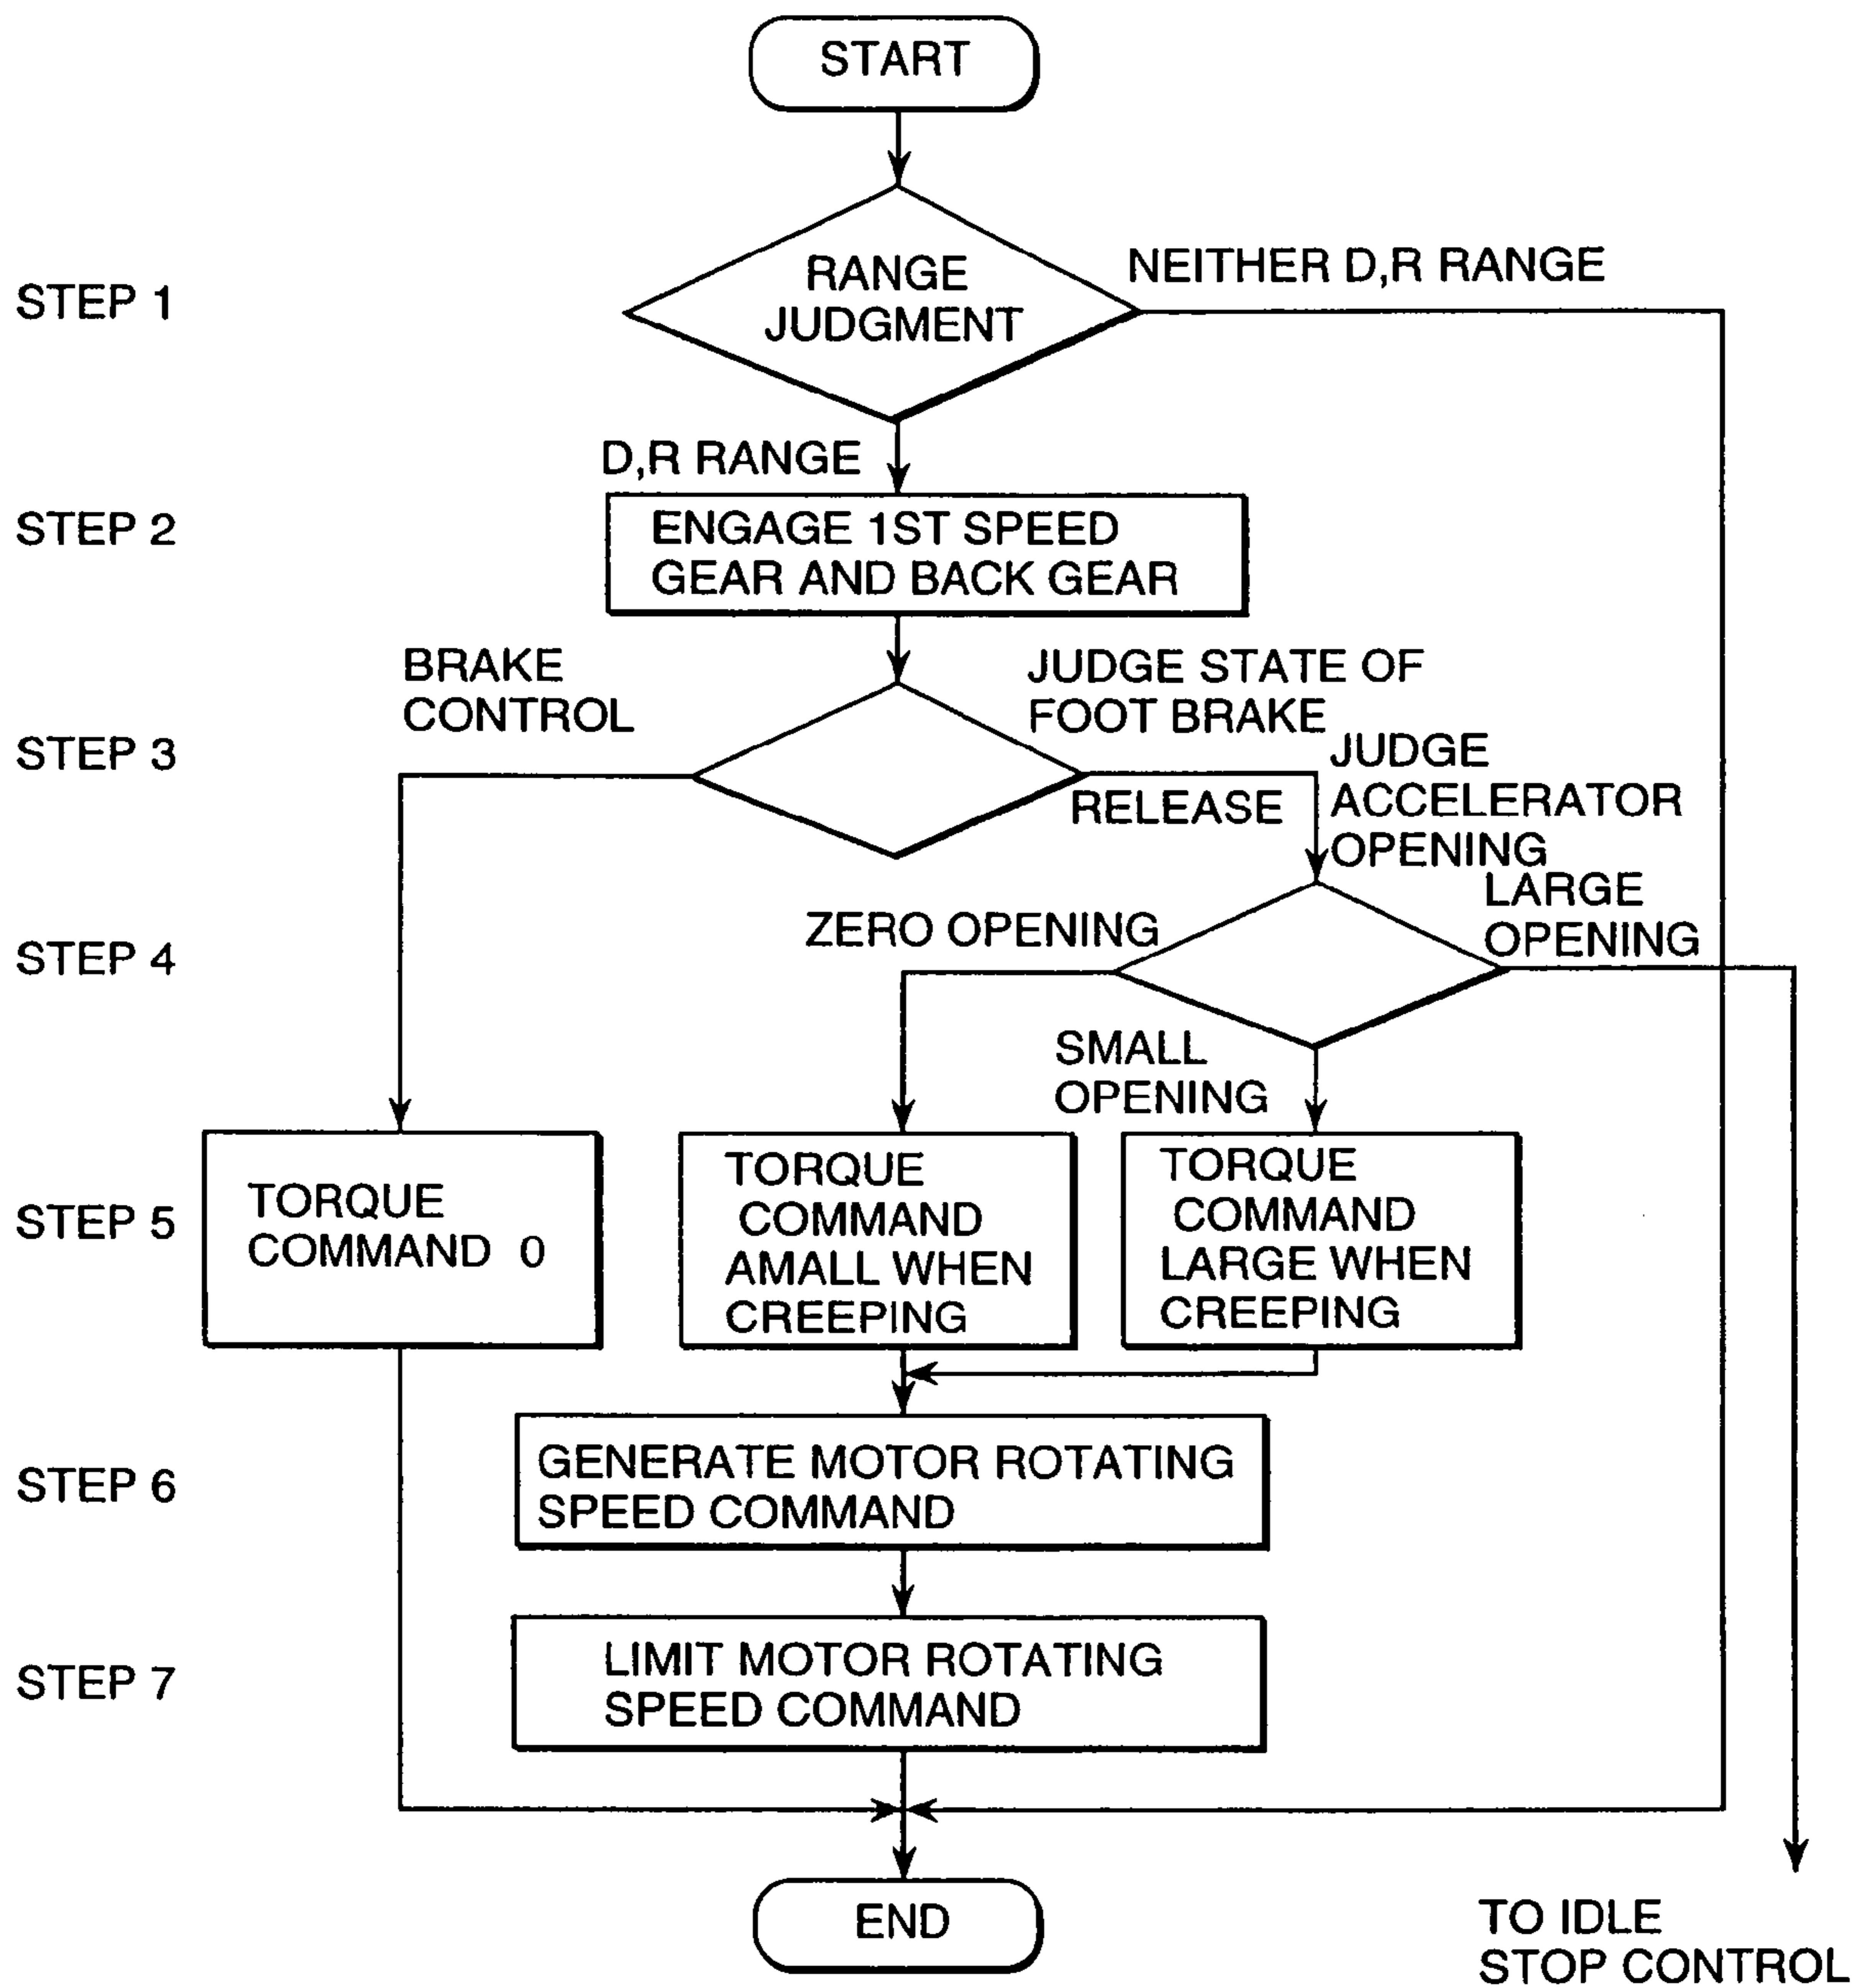 START
STEP 1
RANGE
JUDGMENT
NEITHER D,R RANGE
D,R RANGE
STEP 2
ENGAGE 1ST SPEED
GEAR AND BACK GEAR
BRAKE
CONTROL
JUDGE STATE OF
FOOT BRAKE
STEP 3
RELEASE
JUDGE
ACCELERATOR
OPENING
STEP 4
ZERO OPENING
LARGE
OPENING
SMALL
OPENING
STEP 5
TORQUE
COMMAND 0
TORQUE
COMMAND
AMALL WHEN
CREEPING
TORQUE
COMMAND
LARGE WHEN
CREEPING
STEP 6
GENERATE MOTOR ROTATING
SPEED COMMAND
STEP 7
LIMIT MOTOR ROTATING
SPEED COMMAND
END
TO IDLE
STOP CONTROL